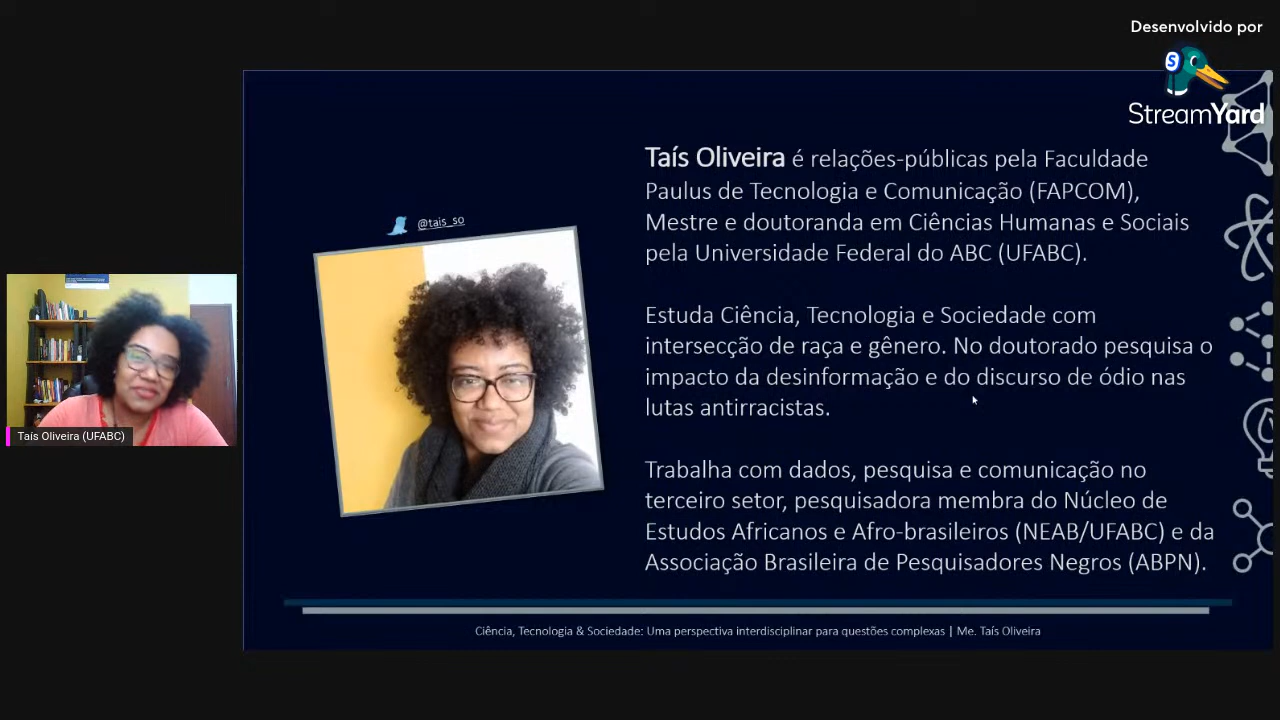 Desenvolvido por
StreamYard
@tais_so
Taís Oliveira é relações-públicas pela Faculdade
Paulus de Tecnologia e Comunicação (FAPCOM),
Mestre e doutoranda em Ciências Humanas e Sociais
pela Universidade Federal do ABC (UFABC).
Estuda Ciência, Tecnologia e Sociedade com
intersecção de raça e gênero. No doutorado pesquisa o
impacto da desinformação e do discurso de ódio nas
lutas antirracistas.
Trabalha com dados, pesquisa e comunicação no
terceiro setor, pesquisadora membra do Núcleo de
Estudos Africanos e Afro-brasileiros (NEAB/UFABC) e da
Associação Brasileira de Pesquisadores Negros (ABPN).
Taís Oliveira (UFABC)
Ciência, Tecnologia & Sociedade: Uma perspectiva interdisciplinar para questões complexas | Me. Taís Oliveira